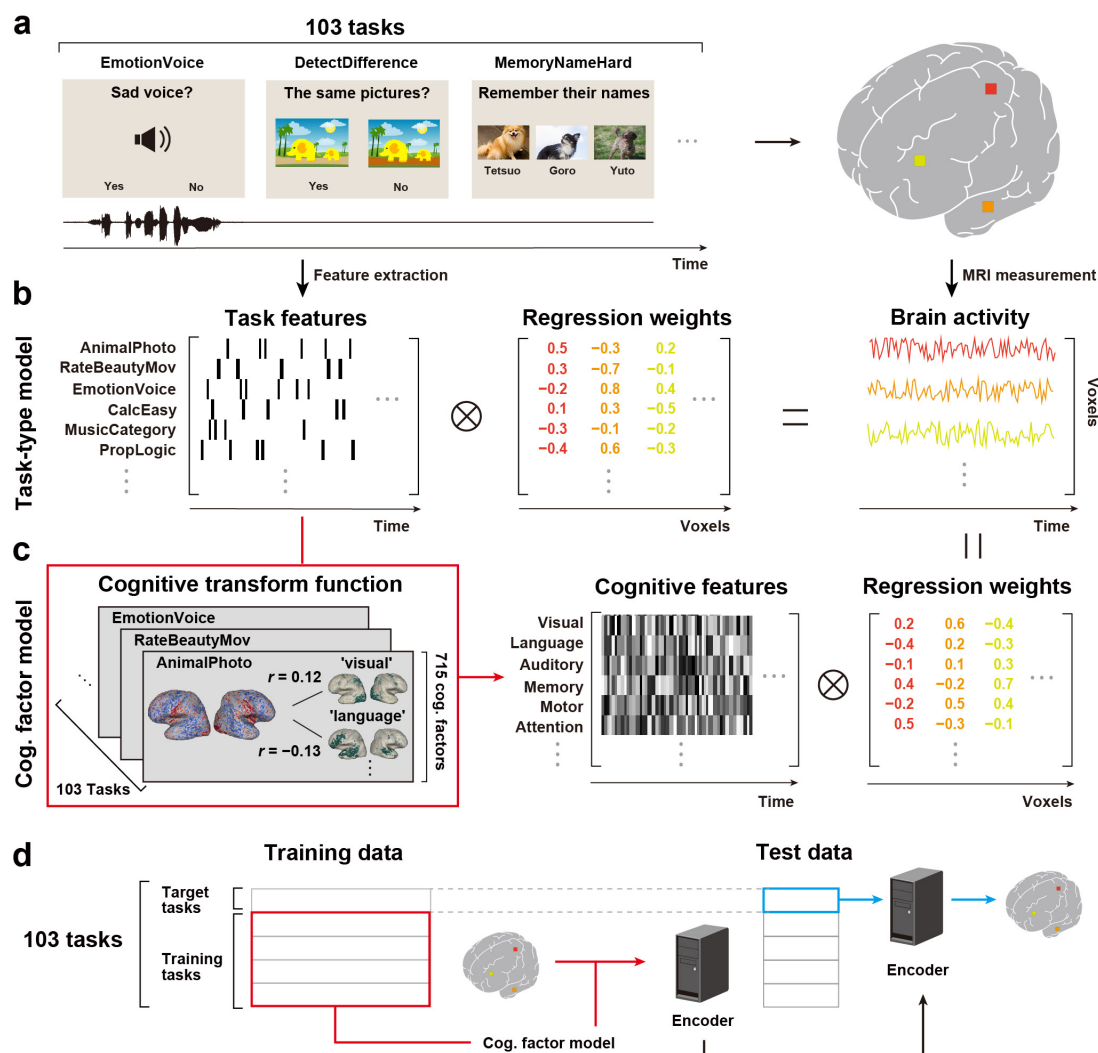 a
103 tasks
EmotionVoice
DetectDifference
MemoryNameHard
Sad voice?
The same pictures?
Remember their names
Tetsuo
Goro
Yuto
Yes
No
Yes
No
Time
Feature extraction
MRI measurement
b
Task-type model
Task features
Regression weights
Brain activity
AnimalPhoto
RateBeautyMov
EmotionVoice
CalcEasy
MusicCategory
PropLogic
0.5 −0.3 0.2
0.3 −0.7 −0.1
−0.2 0.8 0.4
0.1 0.3 −0.5
−0.3 −0.1 −0.2
−0.4 0.6 −0.3
Voxels
Time
Voxels
Time
c
Cog. factor model
Cognitive transform function
EmotionVoice
RateBeautyMov
AnimalPhoto
'visual'
r = 0.12
'language'
r = −0.13
715 cog. factors
103 Tasks
Cognitive features
Visual
Language
Auditory
Memory
Motor
Attention
Time
Regression weights
0.2 0.6 −0.4
−0.4 0.2 −0.3
−0.1 0.1 0.3
0.4 −0.2 0.7
−0.2 0.5 0.4
0.5 −0.3 −0.1
Voxels
d
Training data
Test data
103 tasks
Target
tasks
Training
tasks
Encoder
Encoder
Cog. factor model